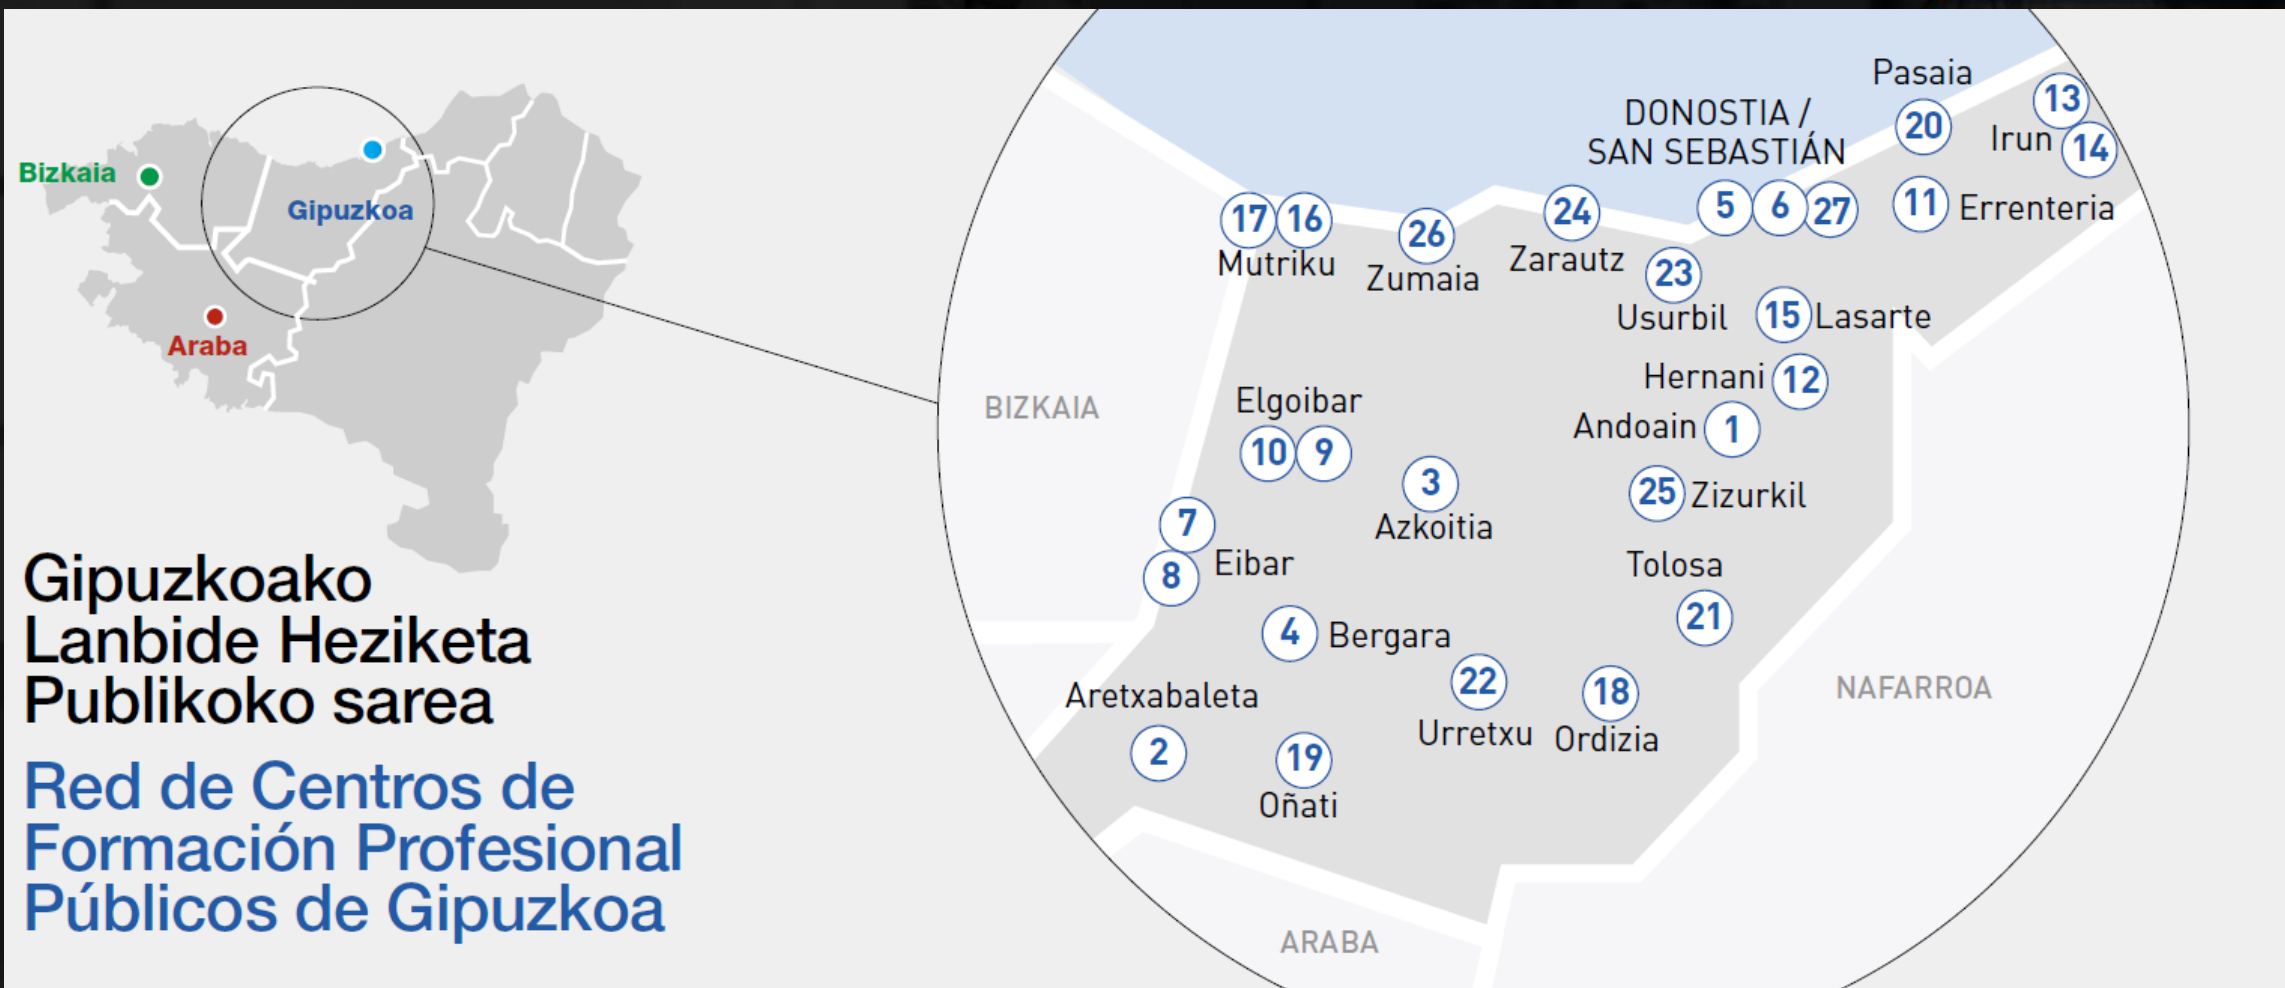 Bizkaia
Gipuzkoa
Araba
Gipuzkoako
Lanbide Heziketa
Publikoko sarea
Red de Centros de
Formación Profesional
Públicos de Gipuzkoa
Pasaia
20
13
Irun
14
DONOSTIA /
SAN SEBASTIÁN
5 6 27
11 Errenteria
17 16
Mutriku
26
Zumaia
24
Zarautz
23
Usurbil
15 Lasarte
Hernani 12
Andoain 1
25 Zizurkil
BIZKAIA
Elgoibar
10 9
3
Azkoitia
7
8
Eibar
Tolosa
21
4 Bergara
22
Urretxu
18
Ordizia
Aretxabaleta
2
19
Oñati
NAFARROA
ARABA